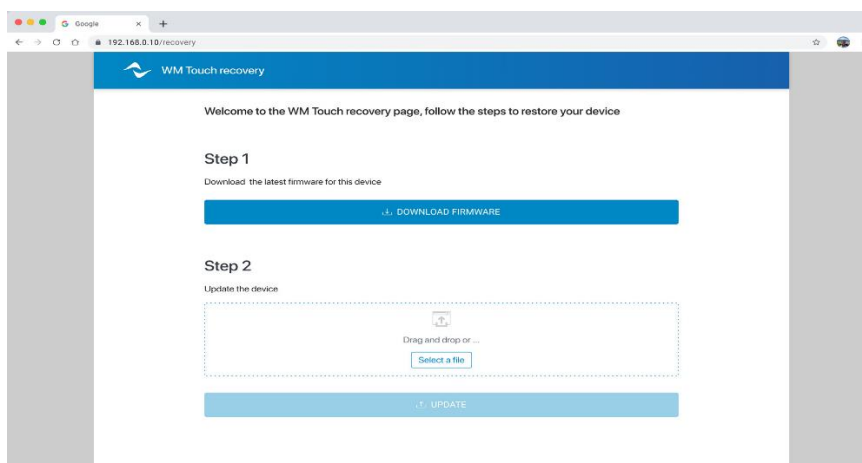 Google
192.168.0.10/recovery
WM Touch recovery
Welcome to the WM Touch recovery page, follow the steps to restore your device
Step 1
Download the latest firmware for this device
DOWNLOAD FIRMWARE
Step 2
Update the device
Drag and drop or ...
Select a file
UPDATE